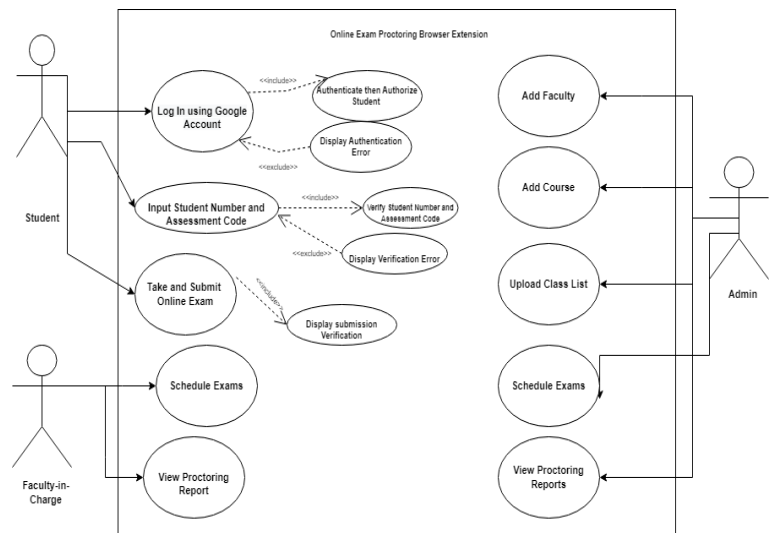 Online Exam Proctoring Browser Extension
<<include>>
Log In using Google
Account
Authenticate then Authorize
Student
Display Authentication
Error
<<exclude>>
Add Faculty
Student
Input Student Number and
Assessment Code
<<include>>
Verify Student Number and
Assessment Code
<<exclude>>
Display Verification Error
Add Course
Take and Submit
Online Exam
<<include>>
Display submission
Verification
Upload Class List
Admin
Schedule Exams
Schedule Exams
Faculty-in-
Charge
View Proctoring
Report
View Proctoring
Reports